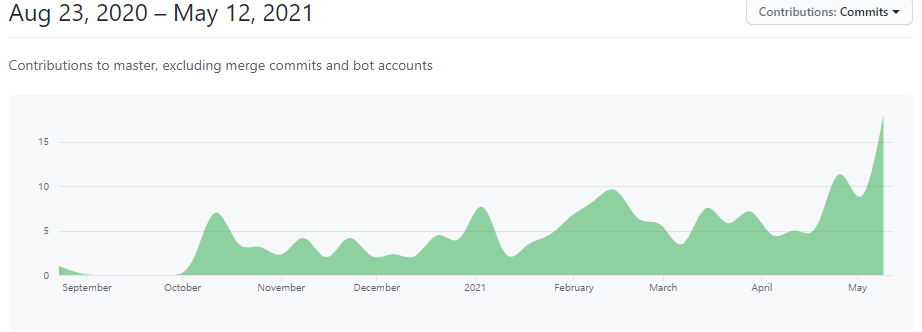 Aug 23, 2020 – May 12, 2021
Contributions: Commits
Contributions to master, excluding merge commits and bot accounts
15
10
5
0
September October November December 2021 February March April May